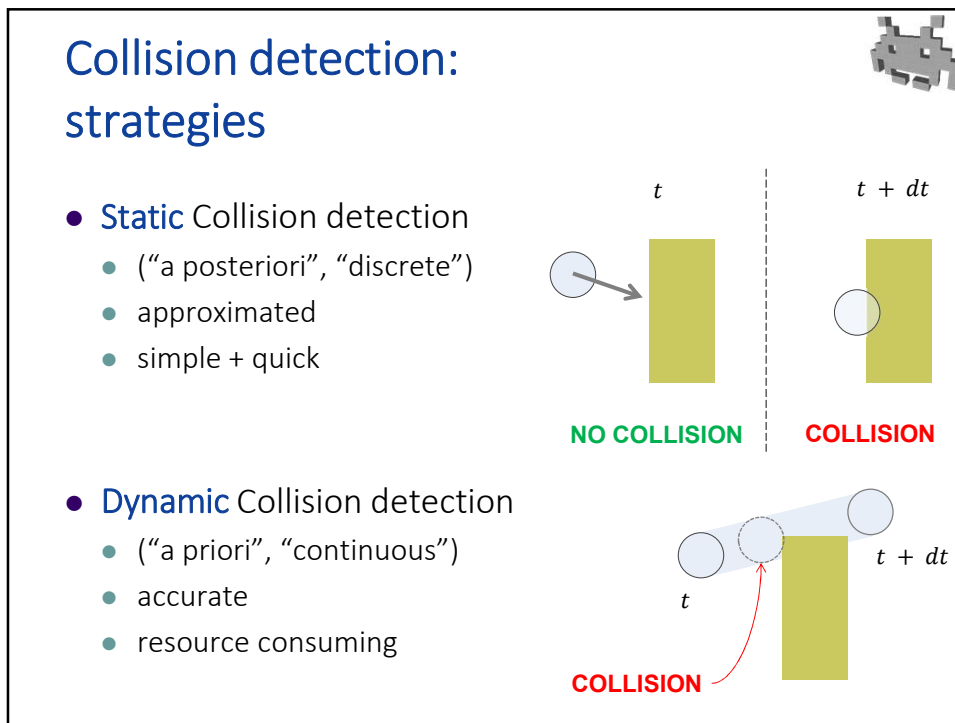 Collision detection:
strategies
● Static Collision detection
● (“a posteriori”, “discrete”)
● approximated
● simple + quick
t
t + dt
NO COLLISION
COLLISION
● Dynamic Collision detection
● (“a priori”, “continuous”)
● accurate
● resource consuming
t
t + dt
COLLISION